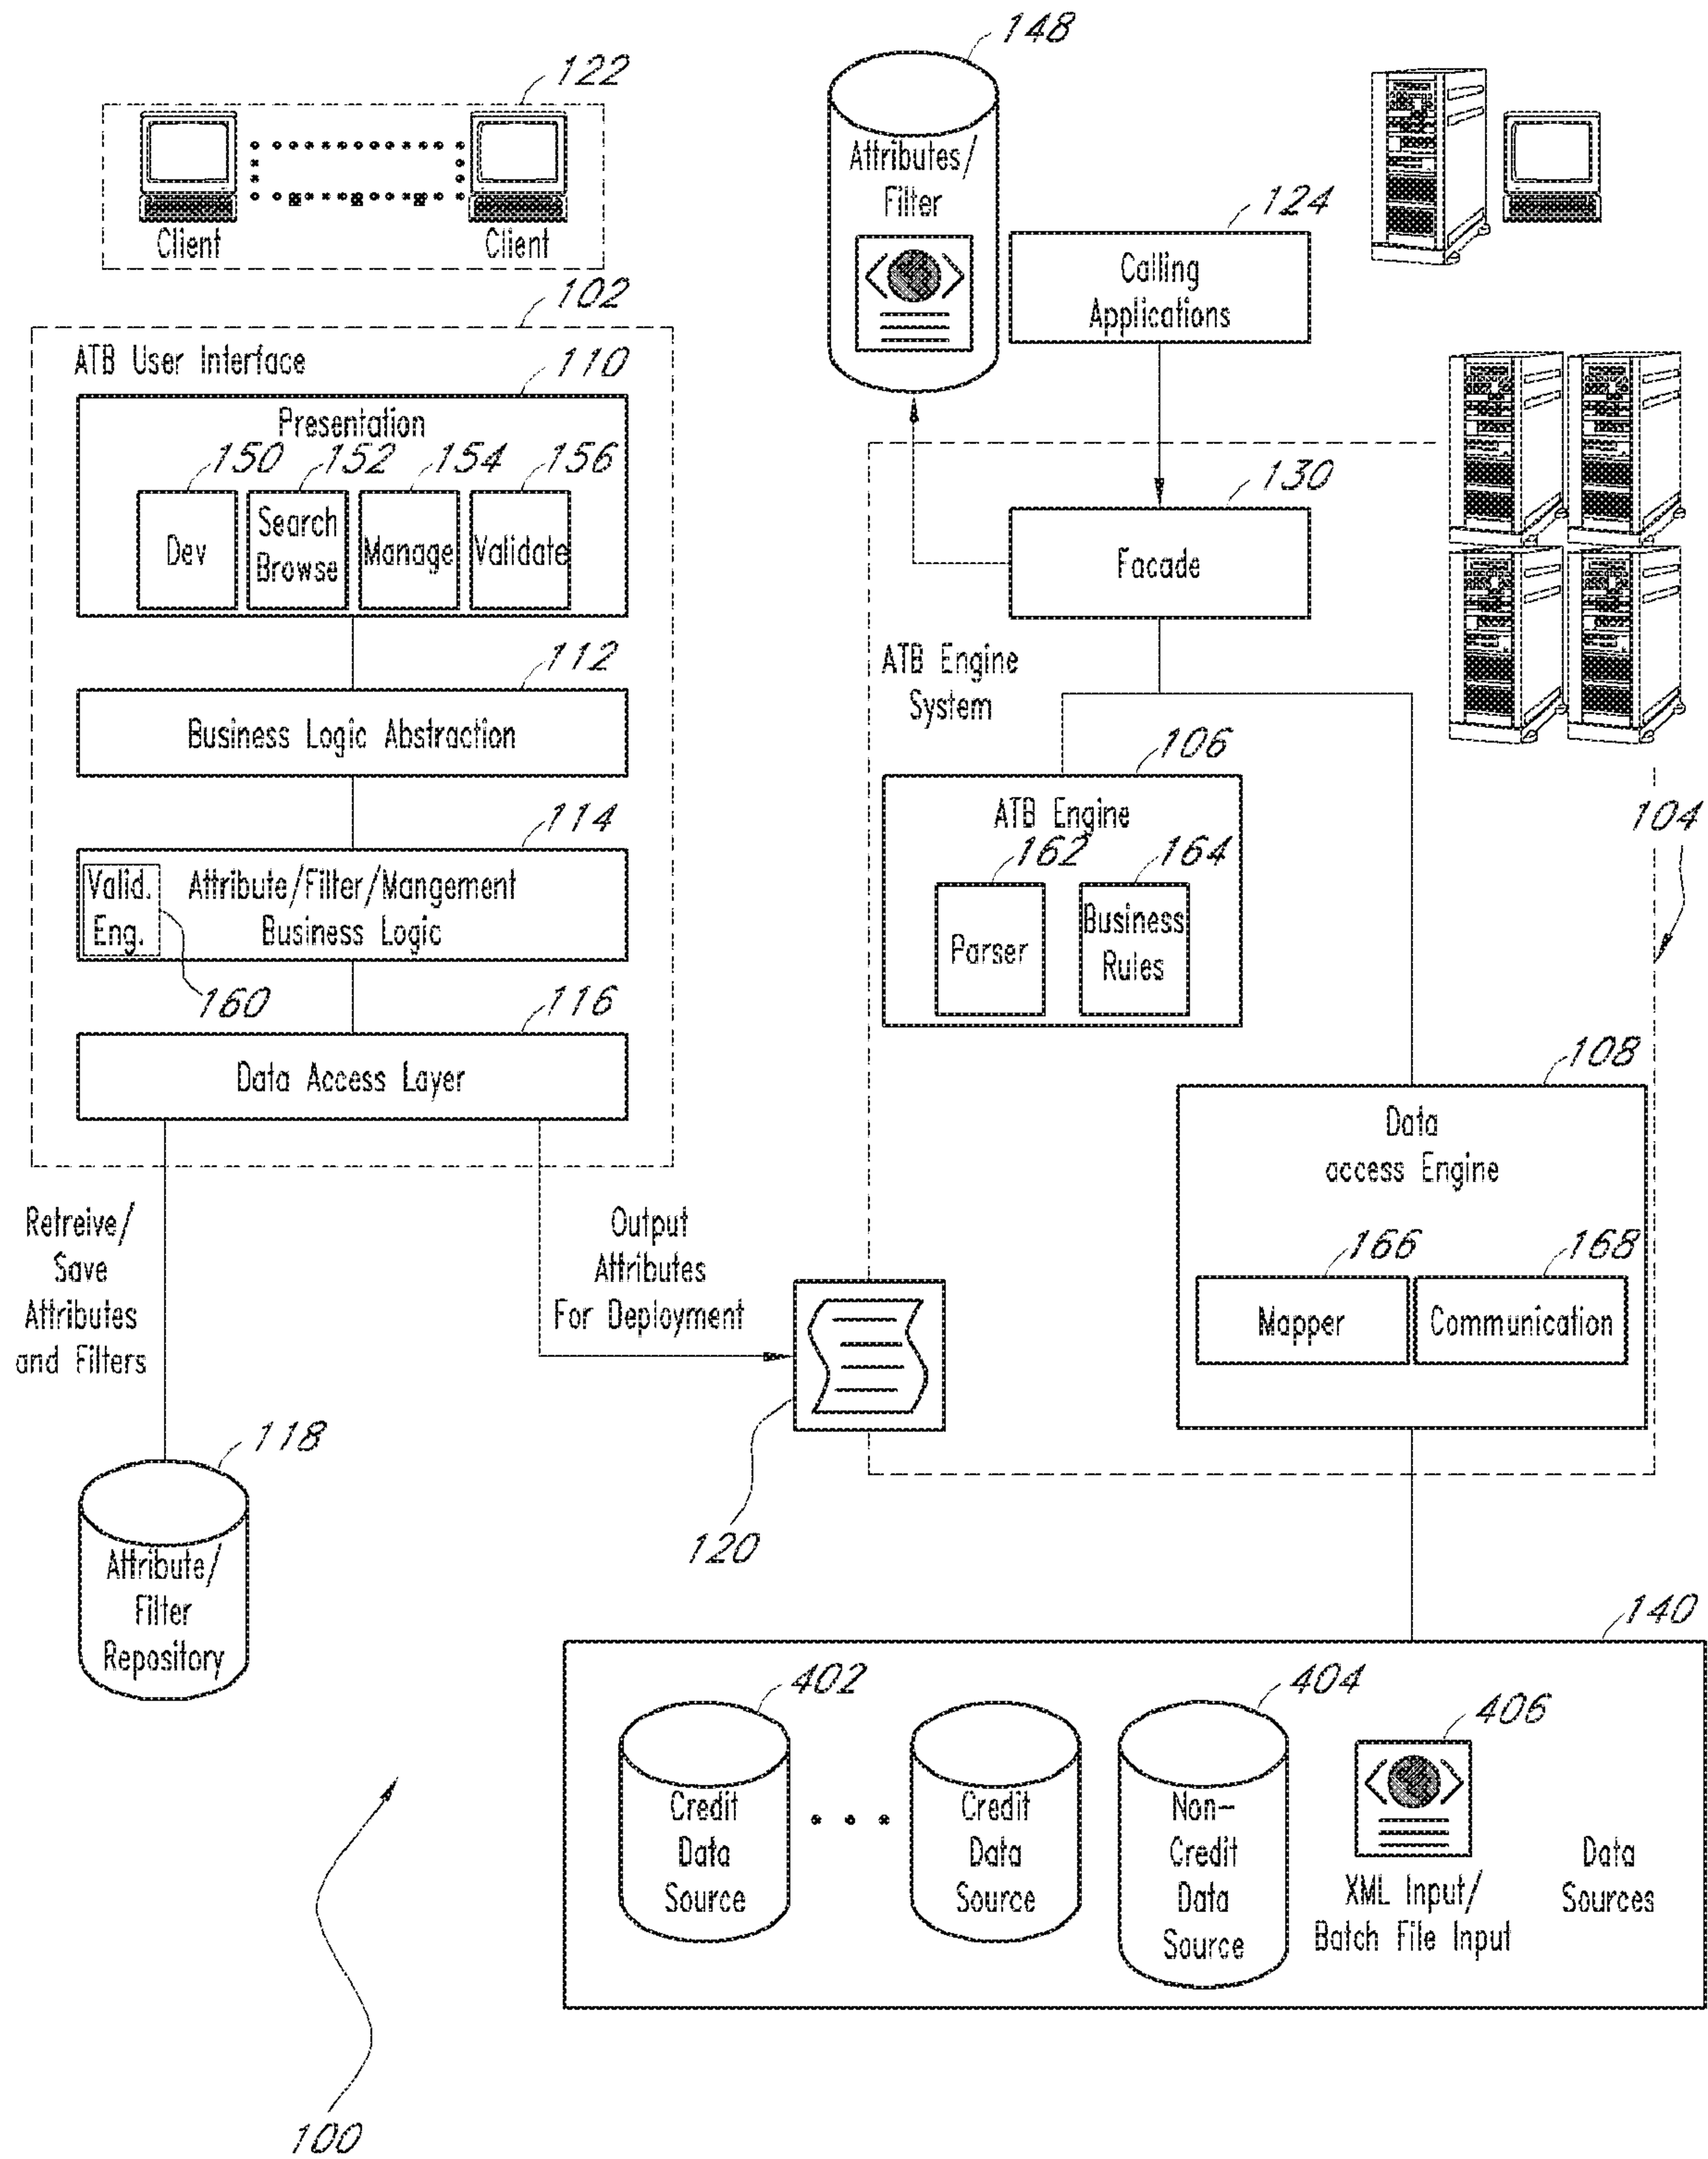 122
Client
Client
102
ATB User Interface
110
Presentation
150
152
154
156
Dev
Search
Browse
Manage
Validate
112
Business Logic Abstraction
114
Valid.
Eng.
Attribute/Filter/Mangement
Business Logic
160
116
Data Access Layer
Retreive/
Save
Attributes
and Filters
Output
Attributes
For Deployment
118
Attribute/
Filter
Repository
120
148
Attributes/
Filter
124
Calling
Applications
130
Facade
ATB Engine
System
106
ATB Engine
162
164
Parser
Business
Rules
104
108
Data
access Engine
166
168
Mapper
Communication
140
402
404
406
Credit
Data
Source
Credit
Data
Source
Non-
Credit
Data
Source
XML Input/
Batch File Input
Data
Sources
100